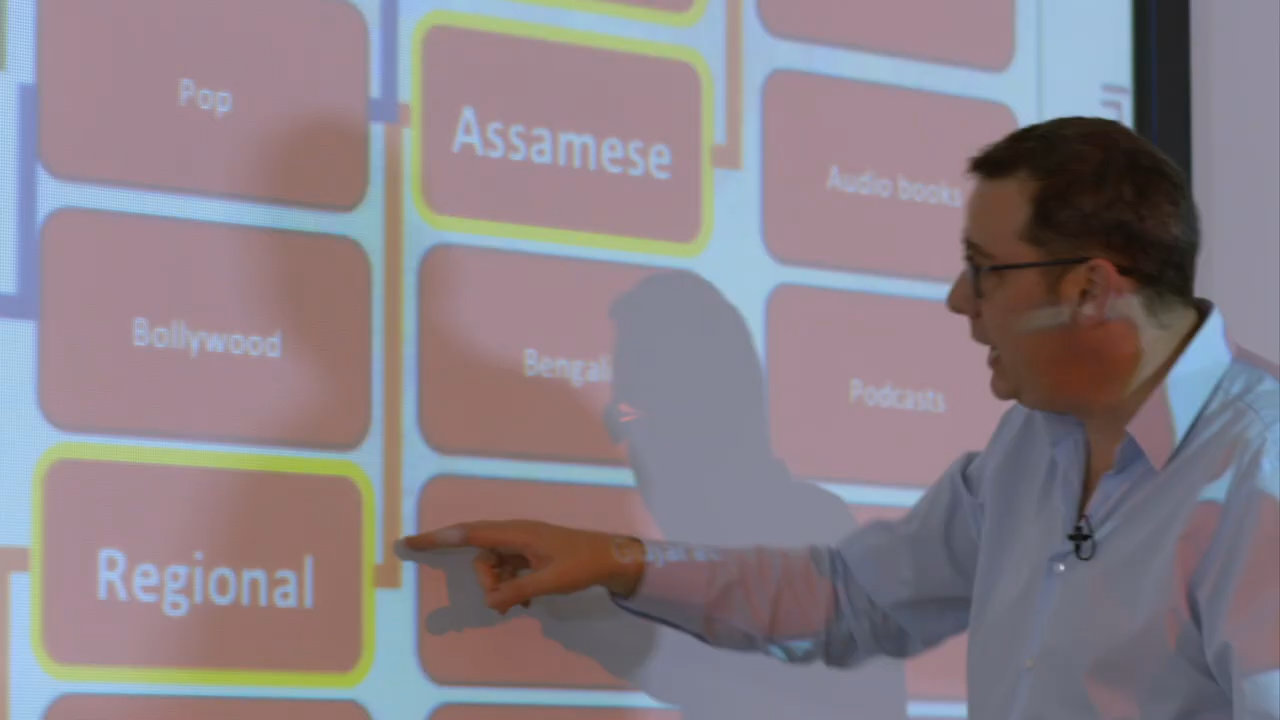 Pop
Bollywood
Regional
Assamese
Bengali
Audio books
Podcasts